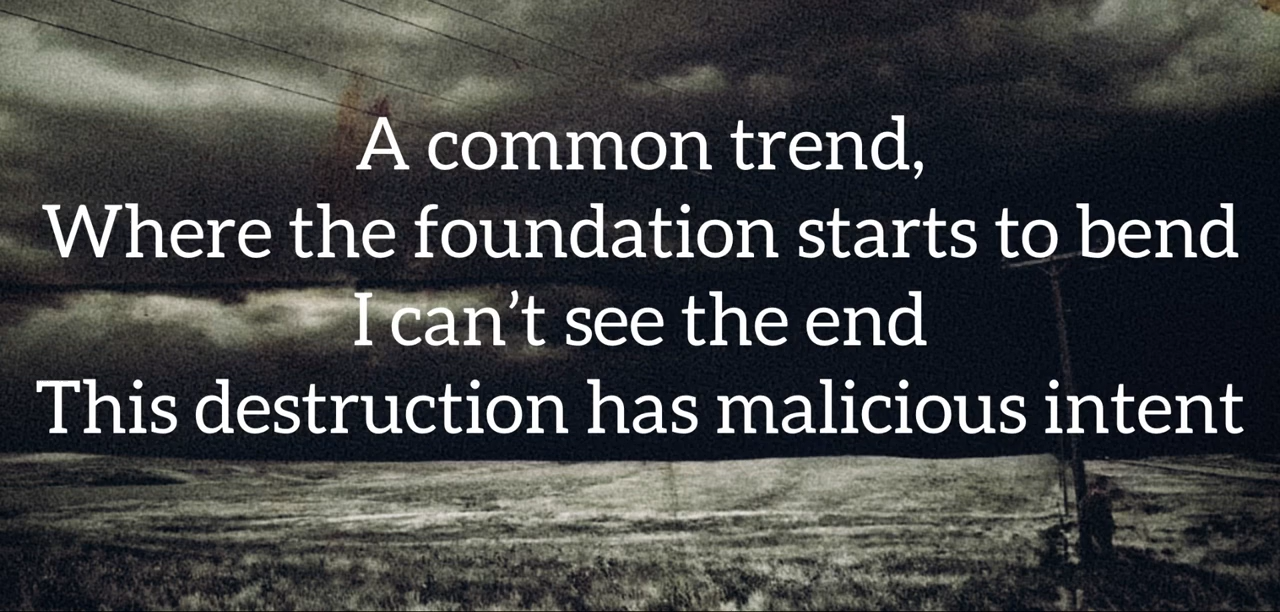 A common trend,
Where the foundation starts to bend
I can’t see the end
This destruction has malicious intent